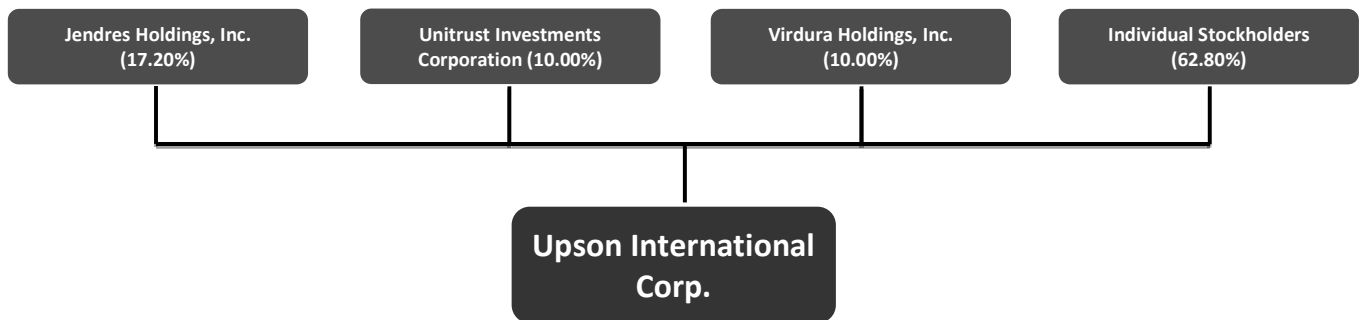 Jendres Holdings, Inc.
(17.20%)
Unitrust Investments
Corporation (10.00%)
Virdura Holdings, Inc.
(10.00%)
Individual Stockholders
(62.80%)
Upson International
Corp.